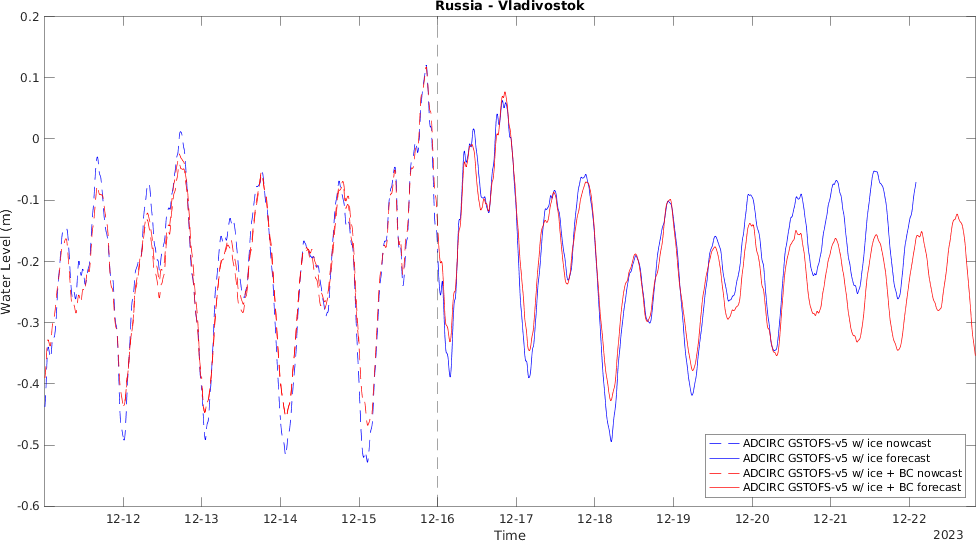 Russia - Vladivostok
0.2
0.1
0
-0.1
-0.2
-0.3
-0.4
-0.5
-0.6
Water Level (m)
ADCIRC GSTOFS-v5 w/ ice nowcast
ADCIRC GSTOFS-v5 w/ ice forecast
ADCIRC GSTOFS-v5 w/ ice + BC nowcast
ADCIRC GSTOFS-v5 w/ ice + BC forecast
12-12 12-13 12-14 12-15 12-16 12-17 12-18 12-19 12-20 12-21 12-22
Time
2023